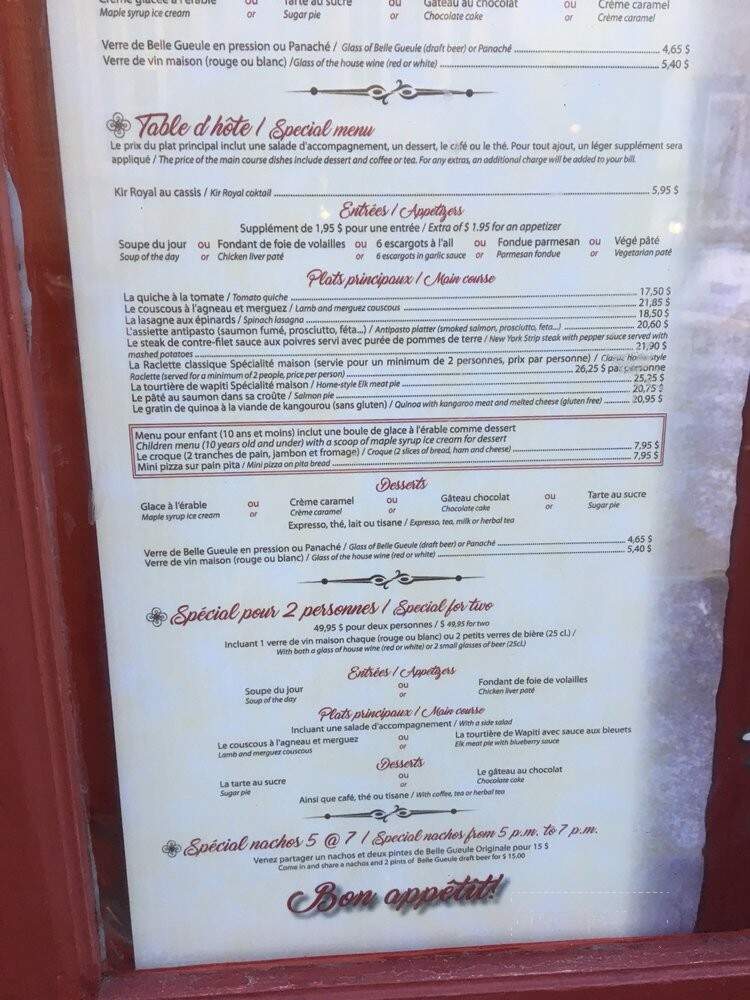 Crème glacée à l'érable ou Tarte au sucre ou Gâteau au chocolat ou Crème caramel
Maple syrup ice cream or Sugar pie or Chocolate cake or Crème caramel
Verre de Belle Gueule en pression ou Panaché / Glass of Belle Gueule (draft beer) or Panaché 4,65 $
Verre de vin maison (rouge ou blanc) /Glass of the house wine (red or white) 5,40 $
Table d'hôte / Special menu
Le prix du plat principal inclut une salade d'accompagnement, un dessert, le café ou le thé. Pour tout ajout, un léger supplément sera
appliqué / The price of the main course dishes include dessert and coffee or tea. For any extras, an additional charge will be added to your bill.
Kir Royal au cassis / Kir Royal coktail 5,95 $
Entrées / Appetizers
Supplément de 1,95 $ pour une entrée / Extra of $ 1.95 for an appetizer
Soupe du jour ou Fondant de foie de volailles ou 6 escargots à l'ail ou Fondue parmesan ou Végé pâté
Soup of the day or Chicken liver paté or 6 escargots in garlic sauce or Parmesan fondue or Vegetarian paté
Plats principaux / Main course
La quiche à la tomate / Tomato quiche 17,50 $
Le couscous à l'agneau et merguez / Lamb and merguez couscous 21,85 $
La lasagne aux épinards / Spinach lasagna 18,50 $
L'assiette antipasto (saumon fumé, prosciutto, féta...) / Antipasto platter (smoked salmon, prosciutto, feta...) 20,60 $
Le steak de contre-filet sauce aux poivres servi avec purée de pommes de terre / New York Strip steak with pepper sauce served with
mashed potatoes 21,90 $
La Raclette classique Spécialité maison (servie pour un minimum de 2 personnes, prix par personne) / Classic Home-style
Raclette (served for a minimum of 2 people, price per person) 26,25 $ par personne
La tourtière de wapiti Spécialité maison / Home-style Elk meat pie 25,25 $
Le pâté au saumon dans sa croûte / Salmon pie 20,75 $
Le gratin de quinoa à la viande de kangourou (sans gluten) / Quinoa with kangaroo meat and melted cheese (gluten free) 20,95 $
Menu pour enfant (10 ans et moins) inclut une boule de glace à l'érable comme dessert
Children menu (10 years old and under) with a scoop of maple syrup ice cream for dessert
Le croque (2 tranches de pain, jambon et fromage) / Croque (2 slices of bread, ham and cheese) 7,95 $
Mini pizza sur pain pita / Mini pizza on pita bread 7,95 $
Desserts
Glace à l'érable ou Crème caramel ou Gâteau chocolat ou Tarte au sucre
Maple syrup ice cream or Crème caramel or Chocolate cake or Sugar pie
Expresso, thé, lait ou tisane / Expresso, tea, milk or herbal tea
Verre de Belle Gueule en pression ou Panaché / Glass of Belle Gueule (draft beer) or Panaché 4,65 $
Verre de vin maison (rouge ou blanc) / Glass of the house wine (red or white) 5,40 $
Spécial pour 2 personnes / Special for two
49,95 $ pour deux personnes / $ 49,95 for two
Incluant 1 verre de vin maison chaque (rouge ou blanc) ou 2 petits verres de bière (25 cl.) /
With both a glass of house wine (red or white) or 2 small glasses of beer (25cl)
Entrées / Appetizers
Soupe du jour ou Fondant de foie de volailles
Soup of the day or Chicken liver paté
Plats principaux / Main course
Incluant une salade d'accompagnement / With a side salad
Le couscous à l'agneau et merguez ou La tourtière de Wapiti avec sauce aux bleuets
Lamb and merguez couscous or Elk meat pie with blueberry sauce
Desserts
La tarte au sucre ou Le gâteau au chocolat
Sugar pie or Chocolate cake
Ainsi que café, thé ou tisane / With coffee, tea or herbal tea
Spécial nachos 5 @ 7 / Special nachos from 5 p.m. to 7 p.m.
Venez partager un nachos et deux pintes de Belle Gueule Originale pour 15 $
Come in and share a nachos and 2 pints of Belle Gueule draft beer for $ 15.00
Bon appétit!